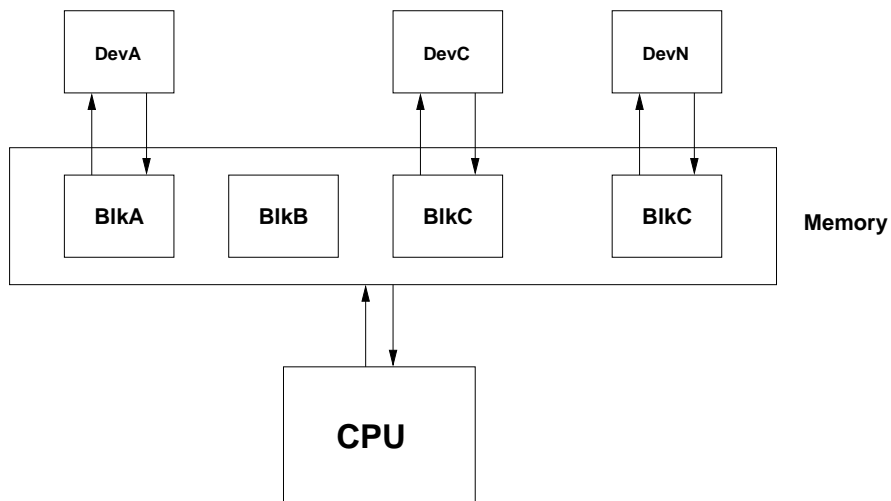 DevA
DevC
DevN
BlkA
BlkB
BlkC
BlkC
Memory
CPU